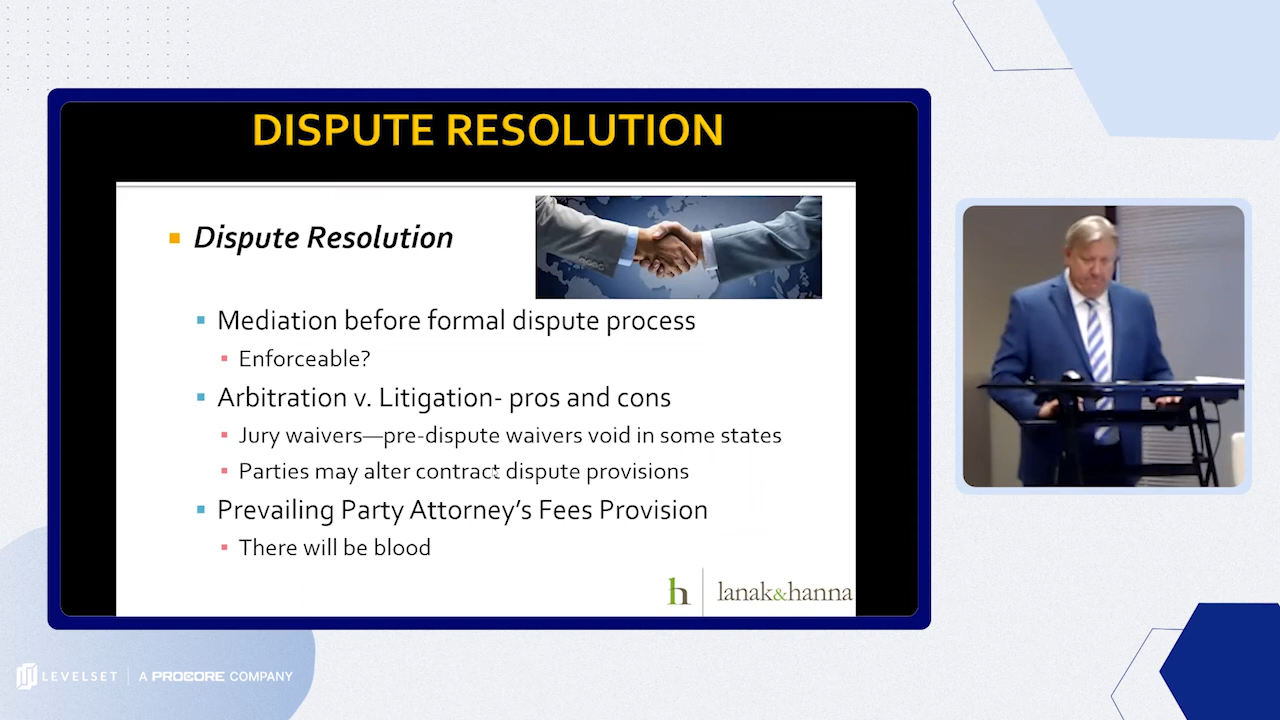 DISPUTE RESOLUTION
Dispute Resolution
Mediation before formal dispute process
Enforceable?
Arbitration v. Litigation- pros and cons
Jury waivers—pre-dispute waivers void in some states
Parties may alter contract dispute provisions
Prevailing Party Attorney’s Fees Provision
There will be blood
h lanak&hanna
LEVELSET A PROCORE COMPANY